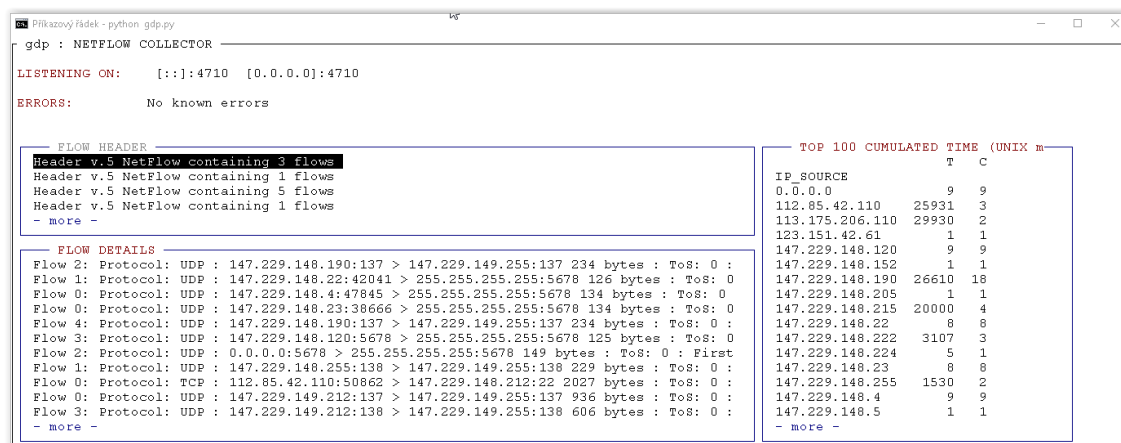 Příkazový řádek - python gdp.py
gdp : NETFLOW COLLECTOR
LISTENING ON: [::]:4710 [0.0.0.0]:4710
ERRORS: No known errors
FLOW HEADER
Header v.5 NetFlow containing 3 flows
Header v.5 NetFlow containing 1 flows
Header v.5 NetFlow containing 5 flows
Header v.5 NetFlow containing 1 flows
- more -
FLOW DETAILS
Flow 2: Protocol: UDP : 147.229.148.190:137 > 147.229.149.255:137 234 bytes : ToS: 0 :
Flow 1: Protocol: UDP : 147.229.148.22:42041 > 255.255.255.255:5678 126 bytes : ToS: 0
Flow 0: Protocol: UDP : 147.229.148.4:47845 > 255.255.255.255:5678 134 bytes : ToS: 0
Flow 0: Protocol: UDP : 147.229.148.23:38666 > 255.255.255.255:5678 134 bytes : ToS: 0
Flow 4: Protocol: UDP : 147.229.148.190:137 > 147.229.149.255:137 234 bytes : ToS: 0 :
Flow 3: Protocol: UDP : 147.229.148.120:5678 > 255.255.255.255:5678 125 bytes : ToS: 0
Flow 2: Protocol: UDP : 0.0.0.0:5678 > 255.255.255.255:5678 149 bytes : ToS: 0 : First
Flow 1: Protocol: UDP : 147.229.148.255:138 > 147.229.149.255:138 229 bytes : ToS: 0 :
Flow 0: Protocol: TCP : 112.85.42.110:50862 > 147.229.148.212:22 2027 bytes : ToS: 0 :
Flow 0: Protocol: UDP : 147.229.149.212:137 > 147.229.149.255:137 936 bytes : ToS: 0 :
Flow 3: Protocol: UDP : 147.229.149.212:138 > 147.229.149.255:138 606 bytes : ToS: 0 :
- more -
TOP 100 CUMULATED TIME (UNIX m
T C
IP_SOURCE
0.0.0.0 9 9
112.85.42.110 25931 3
113.175.206.110 29930 2
123.151.42.61 1 1
147.229.148.120 9 9
147.229.148.152 1 1
147.229.148.190 26610 18
147.229.148.205 1 1
147.229.148.215 20000 4
147.229.148.22 8 8
147.229.148.222 3107 3
147.229.148.224 5 1
147.229.148.23 8 8
147.229.148.255 1530 2
147.229.148.4 9 9
147.229.148.5 1 1
- more -